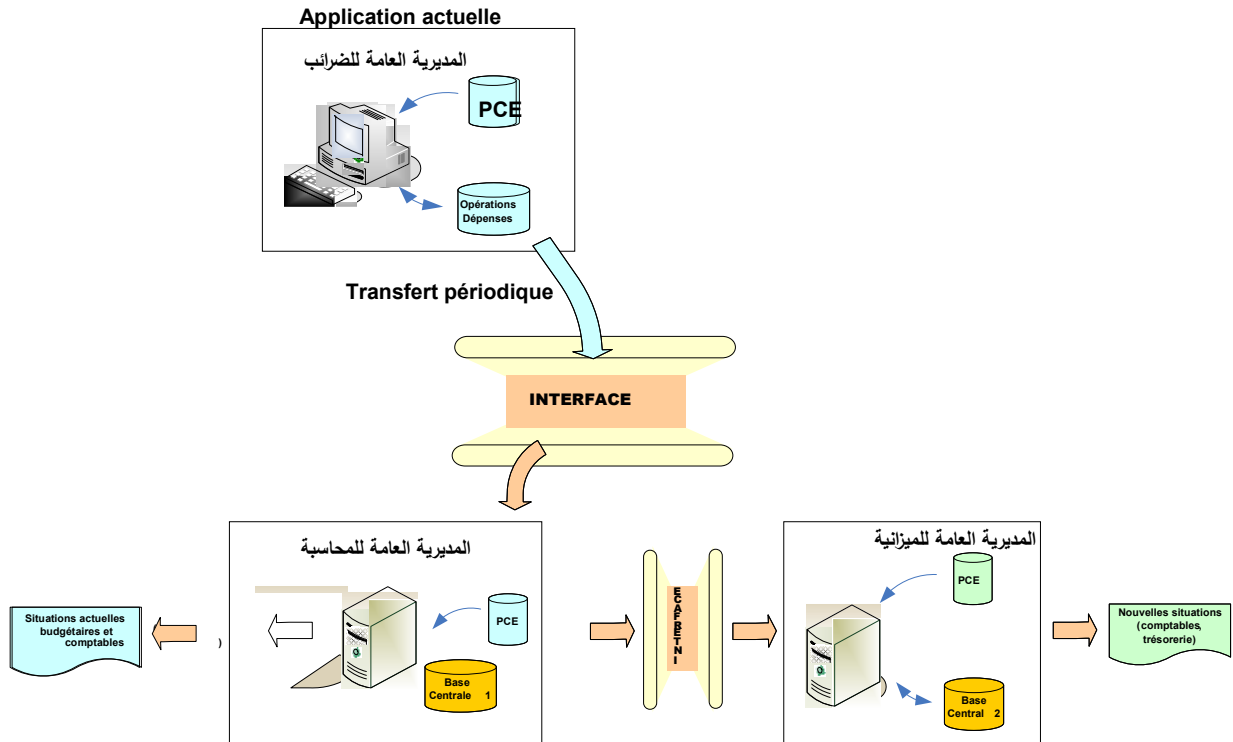 Application actuelle
المديرية العامة للضرائب
PCE
Opérations
Dépenses
Transfert périodique
INTERFACE
المديرية العامة للمحاسبة
PCE
Base
Centrale 1
Situations actuelles
budgétaires et
comptables
)
ECAFRETNI
المديرية العامة للميزانية
PCE
Base
Central 2
Nouvelles situations
(comptables,
trésorerie)